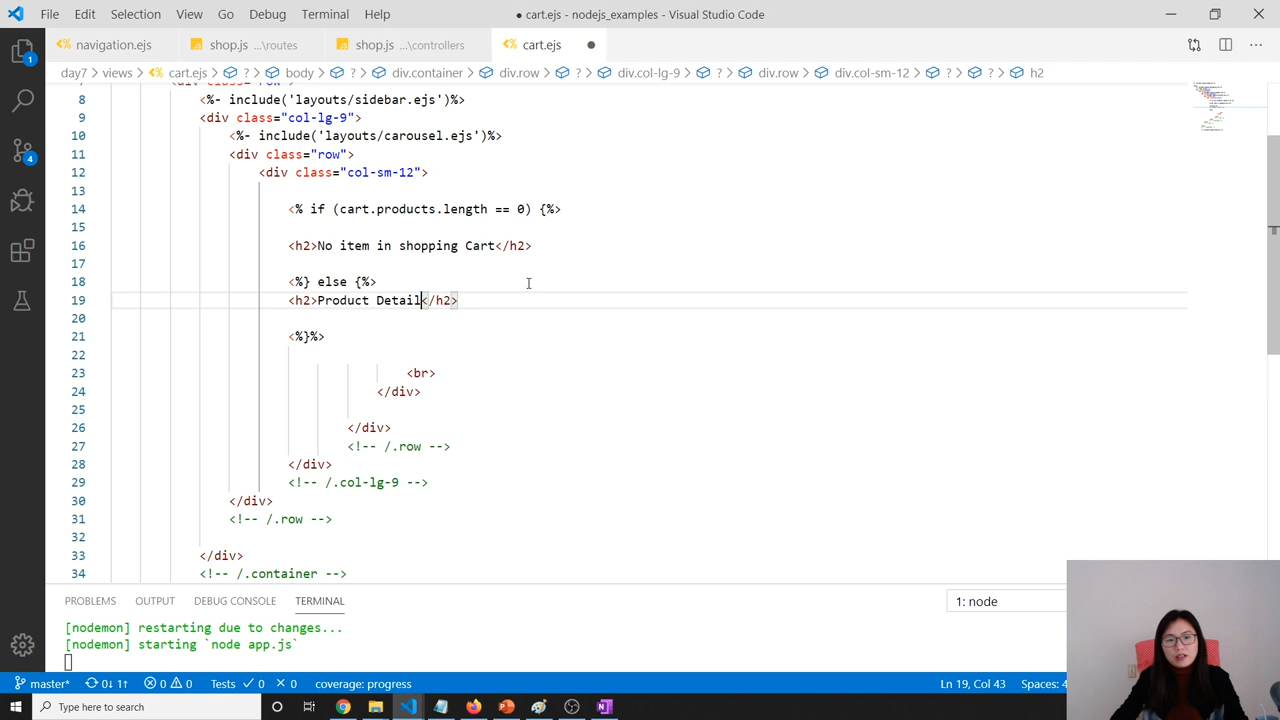 File Edit Selection View Go Debug Terminal Help ● cart.ejs - nodejs_examples - Visual Studio Code
navigation.ejs shop.js ...\routes shop.js ...\controllers cart.ejs
day7 > views > cart.ejs > ? > body > ? > div.container > div.row > ? > div.col-lg-9 > ? > div.row > div.col-sm-12 > ? > ? > h2
8 <%- include('layouts/sidebar.ejs')%>
9 <div class="col-lg-9">
10 <%- include('layouts/carousel.ejs')%>
11 <div class="row">
12 <div class="col-sm-12">
13
14 <% if (cart.products.length == 0) {%>
15
16 <h2>No item in shopping Cart</h2>
17
18 <%} else {%>
19 <h2>Product Detail</h2>
20
21 <%}%>
22
23 <br>
24 </div>
25
26 </div>
27 <!-- /.row -->
28 </div>
29 <!-- /.col-lg-9 -->
30 </div>
31 <!-- /.row -->
32
33 </div>
34 <!-- /.container -->
PROBLEMS OUTPUT DEBUG CONSOLE TERMINAL 1: node
[nodemon] restarting due to changes...
[nodemon] starting `node app.js`
master* 0↓ 1↑ 0 0 Tests 0 0 coverage: progress Ln 19, Col 43 Spaces: 4
Type here to search
1
4